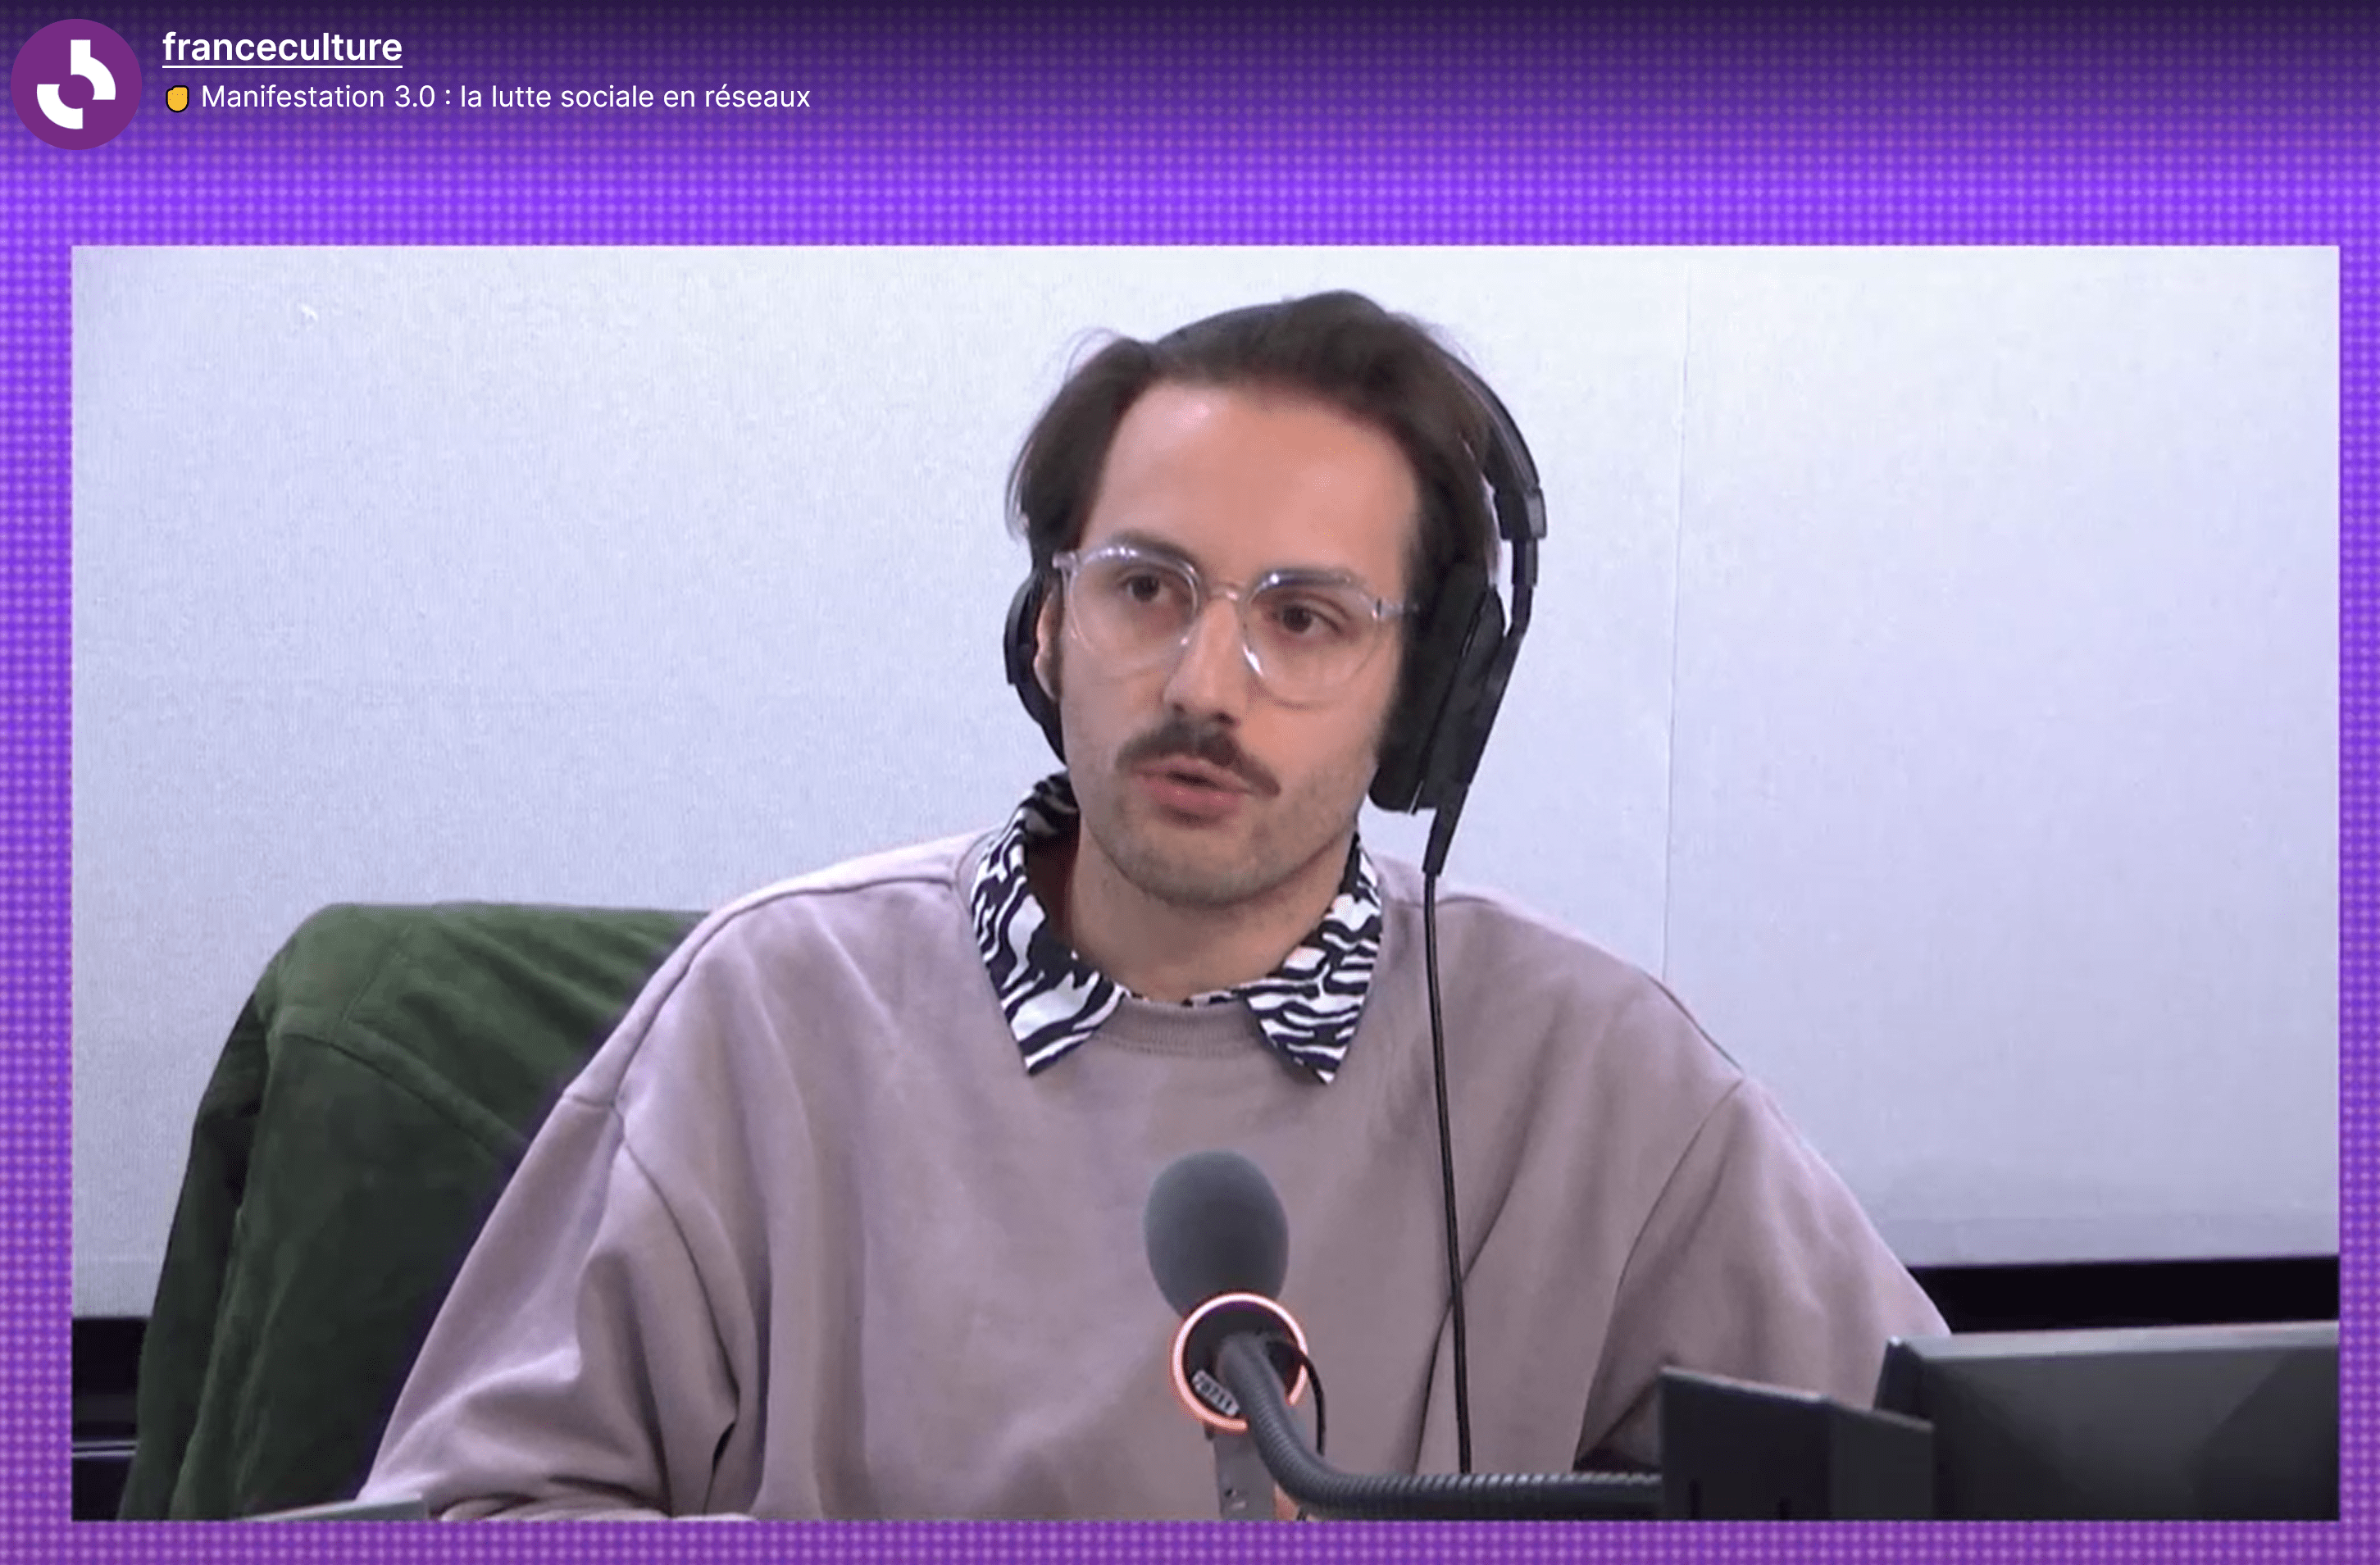 franceculture
✊ Manifestation 3.0 : la lutte sociale en réseaux